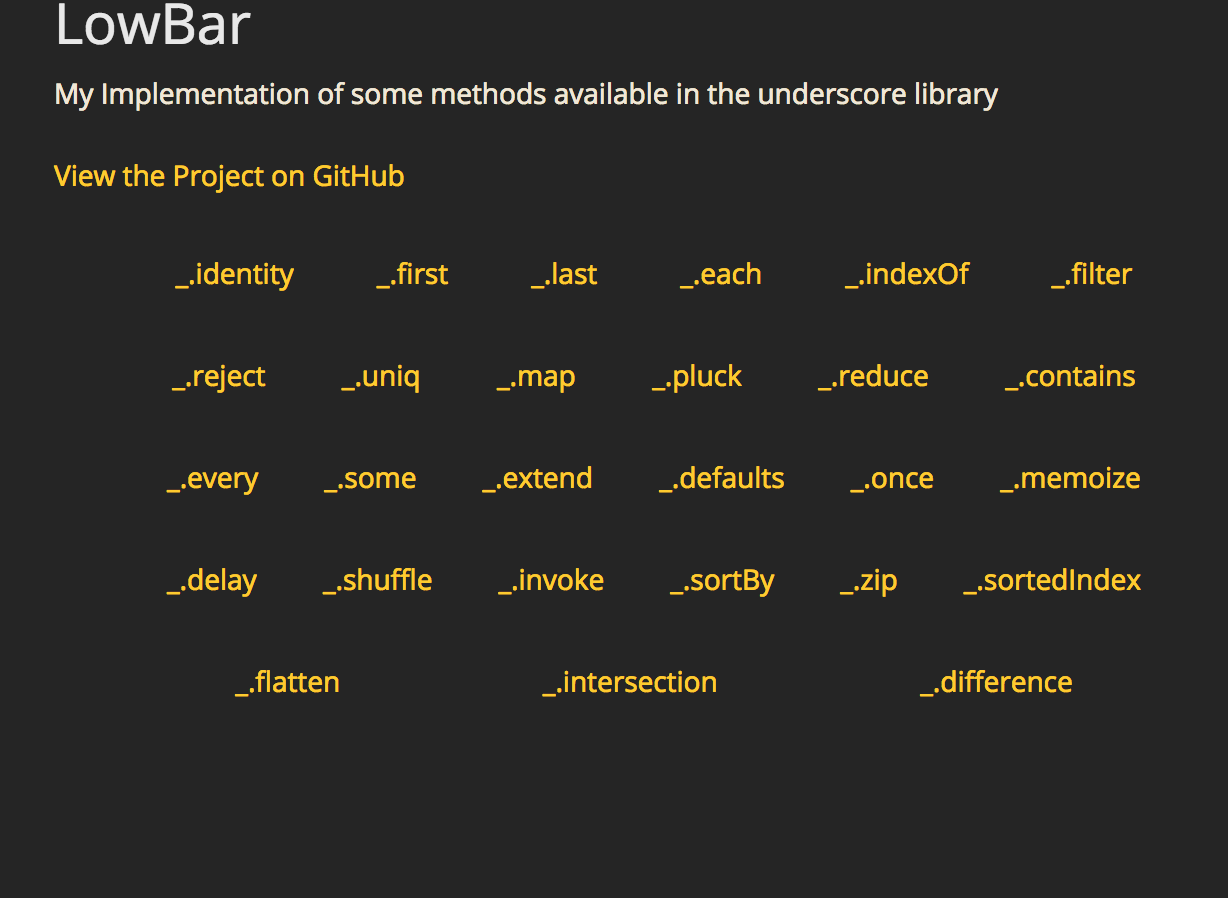 LowBar
My Implementation of some methods available in the underscore library
View the Project on GitHub
_.identity _.first _.last _.each _.indexOf _.filter
_.reject _.uniq _.map _.pluck _.reduce _.contains
_.every _.some _.extend _.defaults _.once _.memoize
_.delay _.shuffle _.invoke _.sortBy _.zip _.sortedIndex
_.flatten _.intersection _.difference